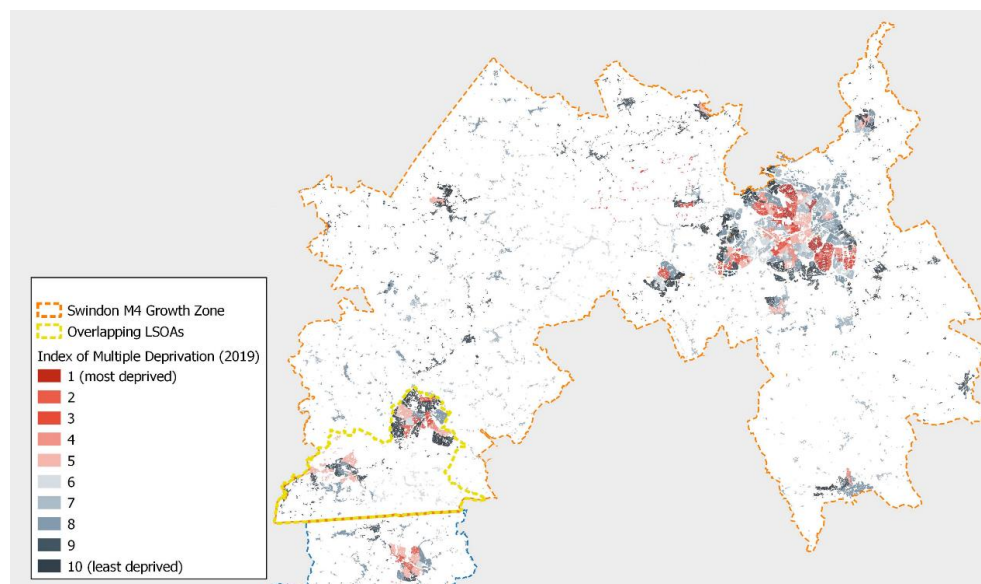 Swindon M4 Growth Zone
Overlapping LSOAs
Index of Multiple Deprivation (2019)
1 (most deprived)
2
3
4
5
6
7
8
9
10 (least deprived)